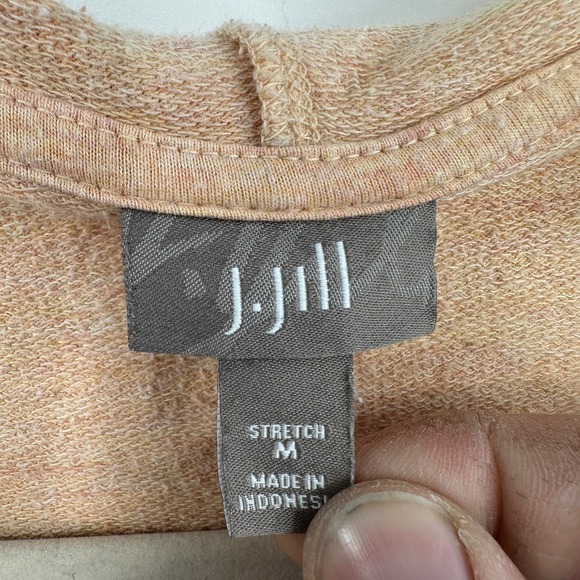 J.Jill
STRETCH
M
MADE IN
INDONESI